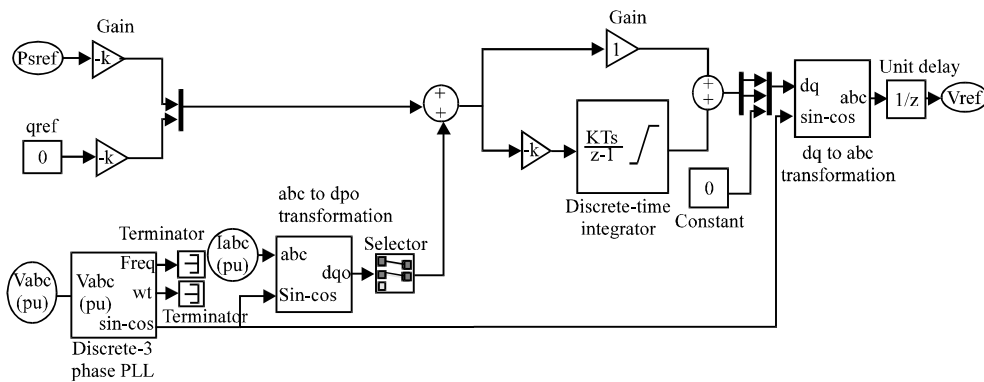 Gain
Psref
-k
qref
0
-k
+
+
Gain
1
-k
KTs
z-1
Discrete-time
integrator
+
+
0
Constant
dq
abc
sin-cos
dq to abc
transformation
Unit delay
1/z
Vref
abc to dpo
transformation
Iabc
(pu)
abc
dqo
Sin-cos
Selector
Terminator
Vabc
(pu)
Freq
Vabc
(pu)
wt
sin-cos
Terminator
Discrete-3
phase PLL